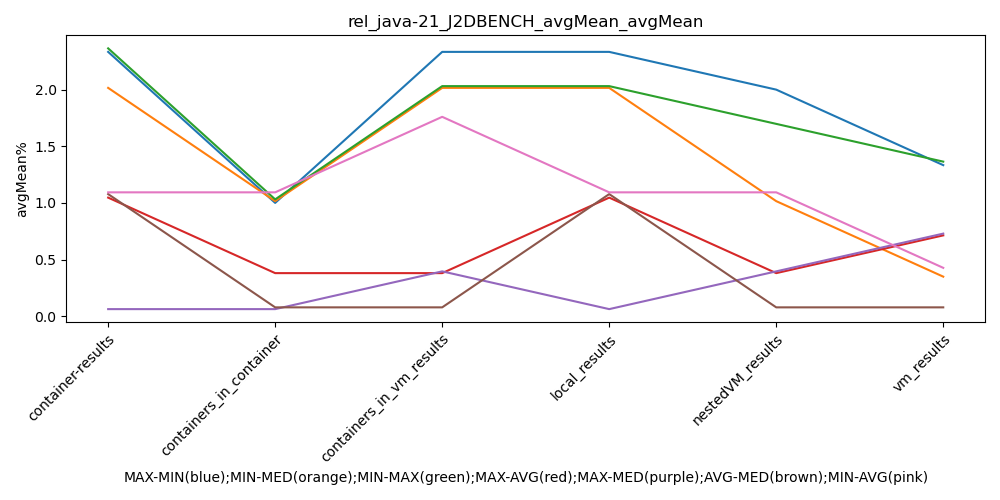 rel_java-21_J2DBENCH_avgMean_avgMean
avgMean%
2.0
1.5
1.0
0.5
0.0
container-results
containers_in_container
containers_in_vm_results
local_results
nestedVM_results
vm_results
MAX-MIN(blue);MIN-MED(orange);MIN-MAX(green);MAX-AVG(red);MAX-MED(purple);AVG-MED(brown);MIN-AVG(pink)